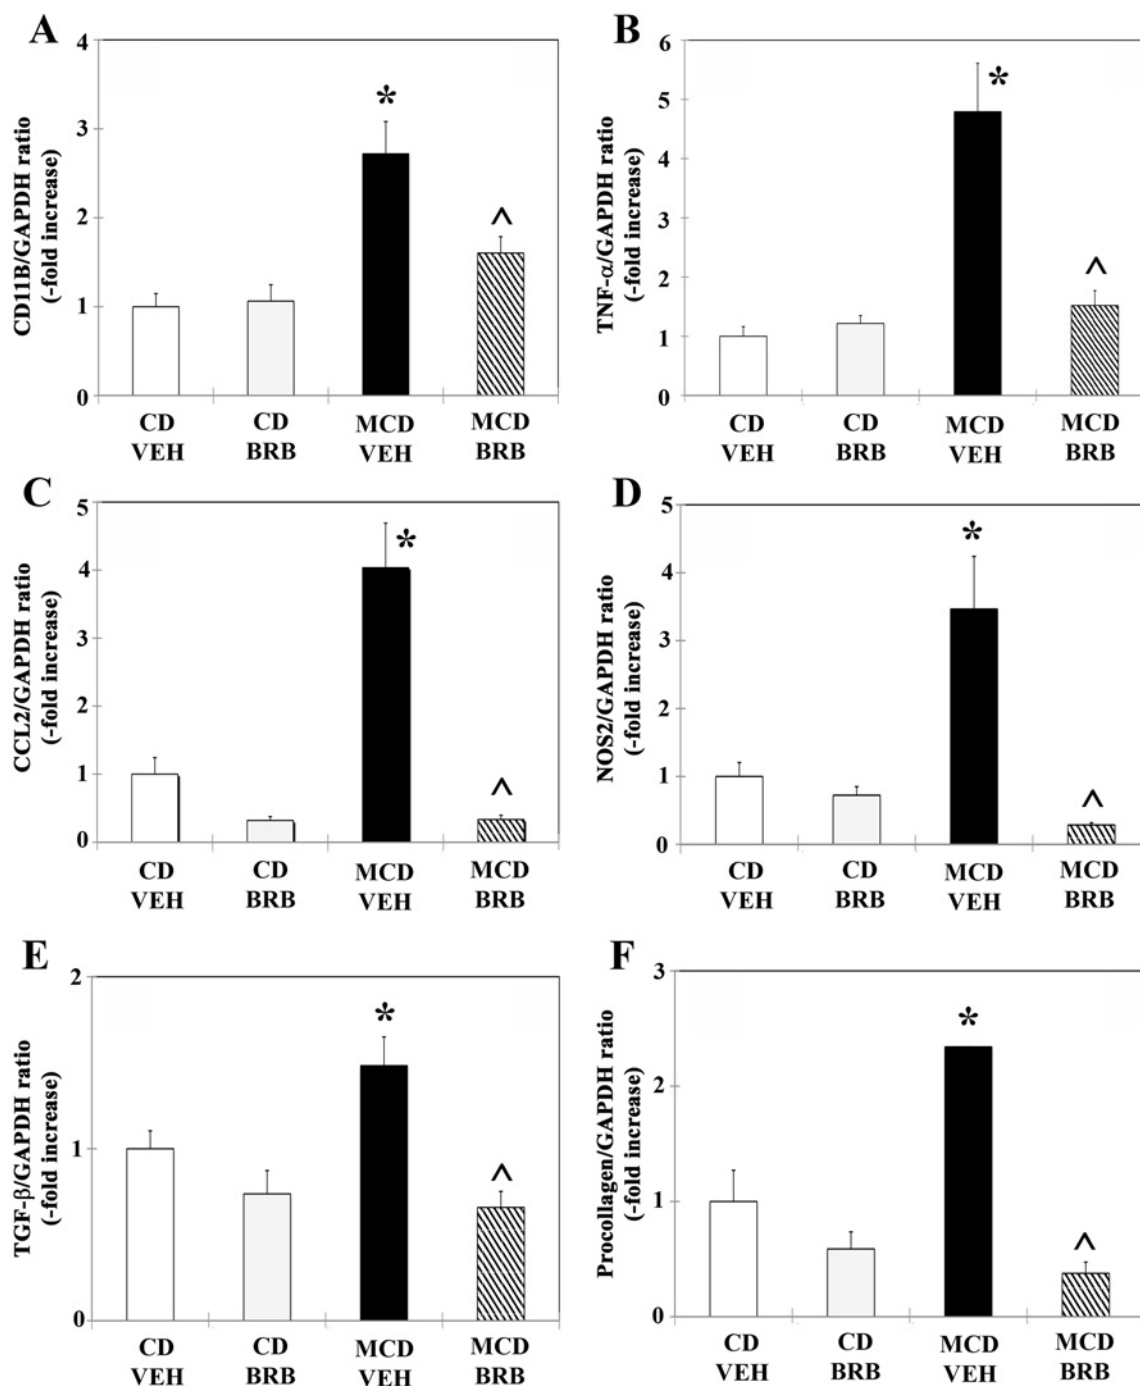 A
CD11B/GAPDH ratio
(-fold increase)
4
3
2
1
0
*
^
CD
VEH
CD
BRB
MCD
VEH
MCD
BRB
B
TNF-α/GAPDH ratio
(-fold increase)
6
5
4
3
2
1
0
*
^
CD
VEH
CD
BRB
MCD
VEH
MCD
BRB
C
CCL2/GAPDH ratio
(-fold increase)
5
4
3
2
1
0
*
^
CD
VEH
CD
BRB
MCD
VEH
MCD
BRB
D
NOS2/GAPDH ratio
(-fold increase)
5
4
3
2
1
0
*
^
CD
VEH
CD
BRB
MCD
VEH
MCD
BRB
E
TGF-β/GAPDH ratio
(-fold increase)
2
1
0
*
^
CD
VEH
CD
BRB
MCD
VEH
MCD
BRB
F
Procollagen/GAPDH ratio
(-fold increase)
3
2
1
0
*
^
CD
VEH
CD
BRB
MCD
VEH
MCD
BRB